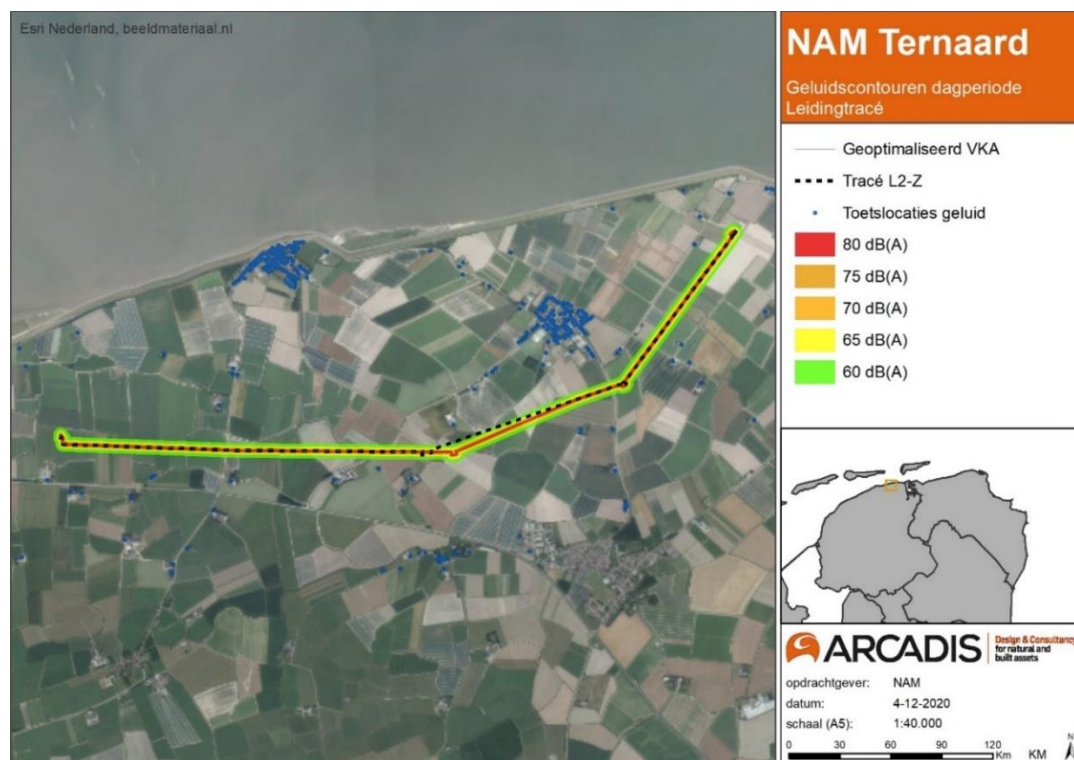 Esri Nederland, beeldmateriaal.nl
NAM Ternaard
Geluidscontouren dagperiode
Leidingtracé
Geoptimaliseerd VKA
Tracé L2-Z
Toetslocaties geluid
80 dB(A)
75 dB(A)
70 dB(A)
65 dB(A)
60 dB(A)
ARCADIS
Design & Consultancy
for natural and
built assets
opdrachtgever: NAM
datum: 4-12-2020
schaal (A5): 1:40.000
0 30 60 90 120
Km KM N